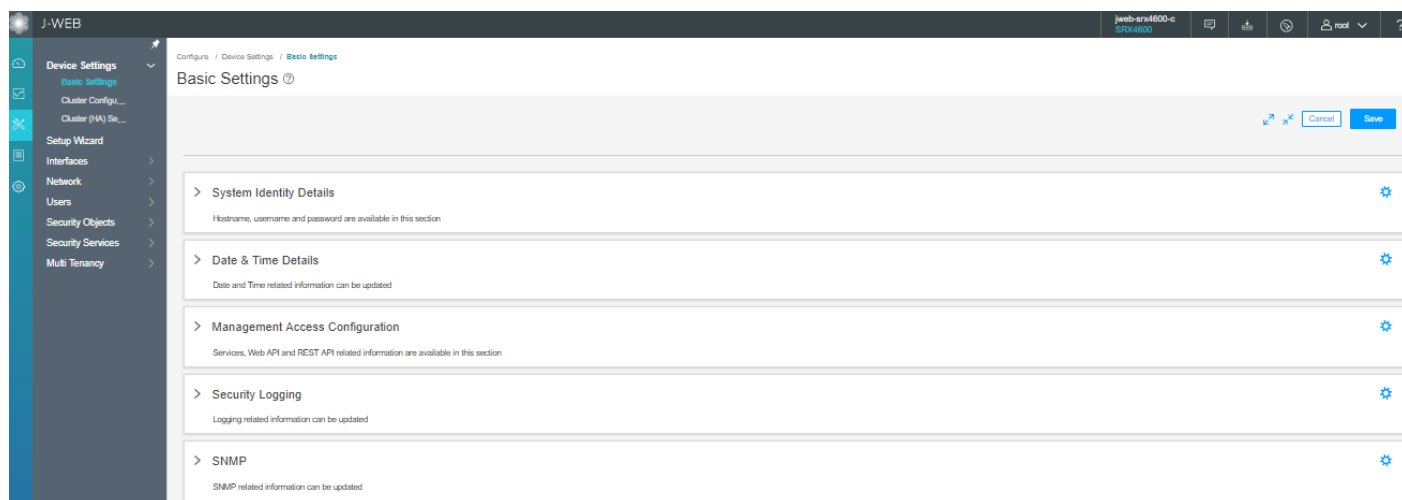 J-WEB
jweb-srx4600-c
SRX4600
root
?
Device Settings
Basic Settings
Cluster Configu...
Cluster (HA) Se...
Setup Wizard
Interfaces
Network
Users
Security Objects
Security Services
Multi Tenancy
Configure / Device Settings / Basic Settings
Basic Settings ?
Cancel
Save
System Identity Details
Hostname, username and password are available in this section
Date & Time Details
Date and Time related information can be updated
Management Access Configuration
Services, Web API and REST API related information are available in this section
Security Logging
Logging related information can be updated
SNMP
SNMP related information can be updated